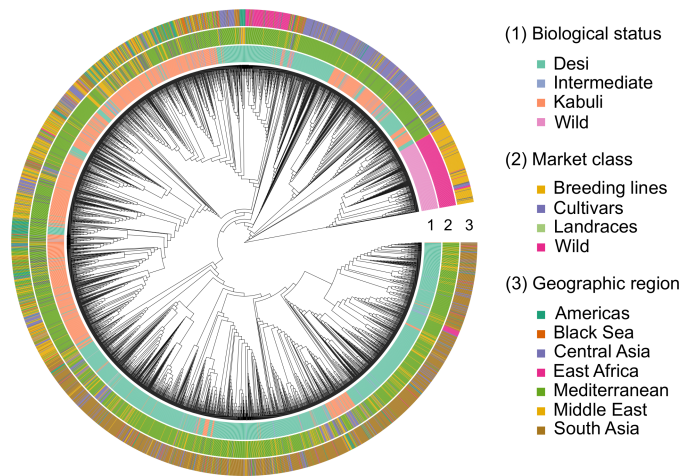 (1) Biological status
Desi
Intermediate
Kabuli
Wild
(2) Market class
Breeding lines
Cultivars
Landraces
Wild
1 2 3
(3) Geographic region
Americas
Black Sea
Central Asia
East Africa
Mediterranean
Middle East
South Asia